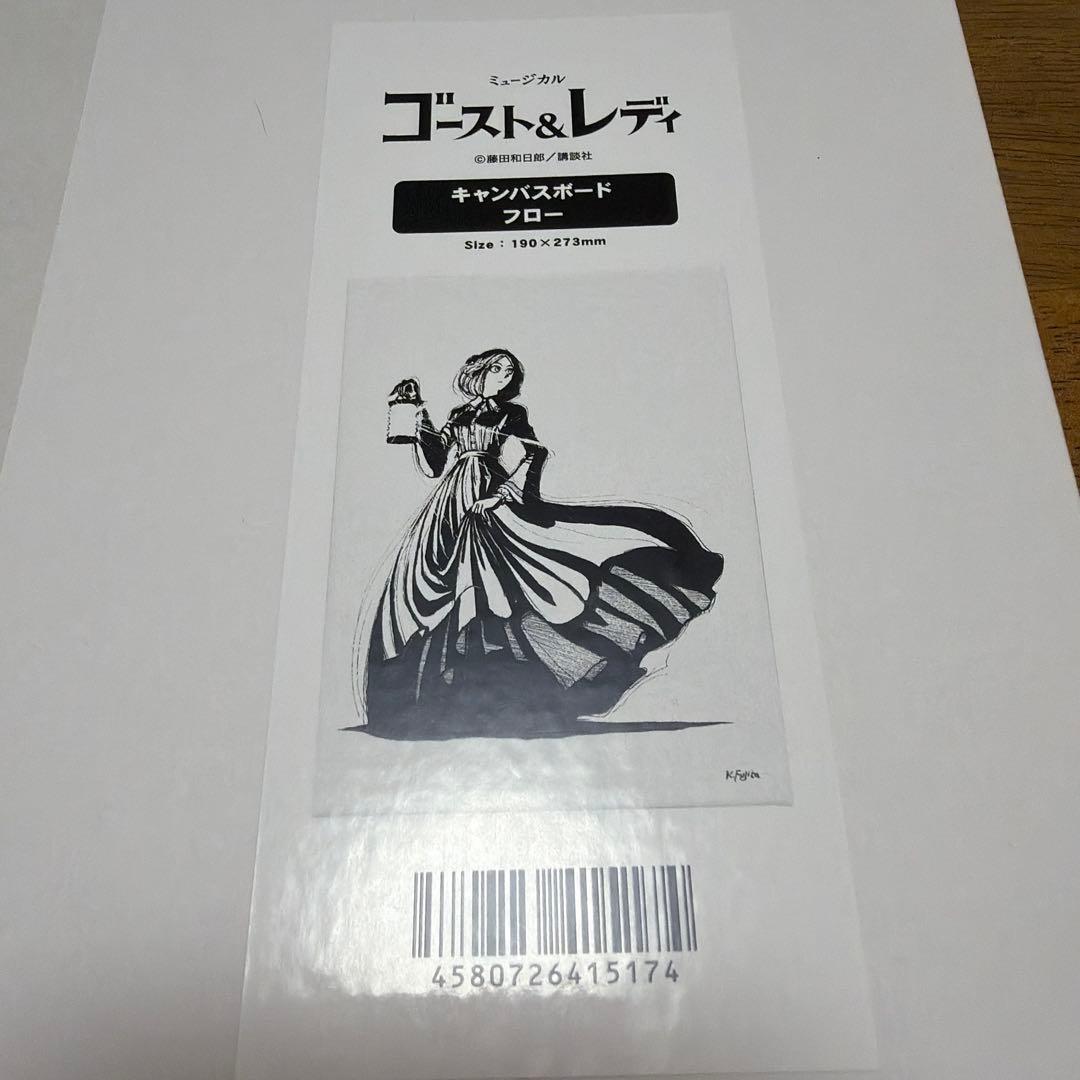 ミュージカル
ゴースト&レディ
©藤田和日郎／講談社
キャンバスボード
フロー
Size：190×273mm
K.Fujita
4580726415174